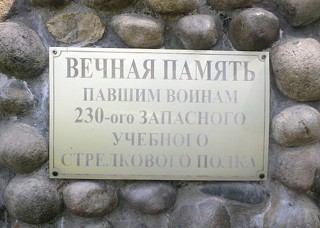 ВЕЧНАЯ ПАМЯТЬ
ПАВШИМ ВОИНАМ
230-ого ЗАПАСНОГО
УЧЕБНОГО
СТРЕЛКОВОГО ПОЛКА